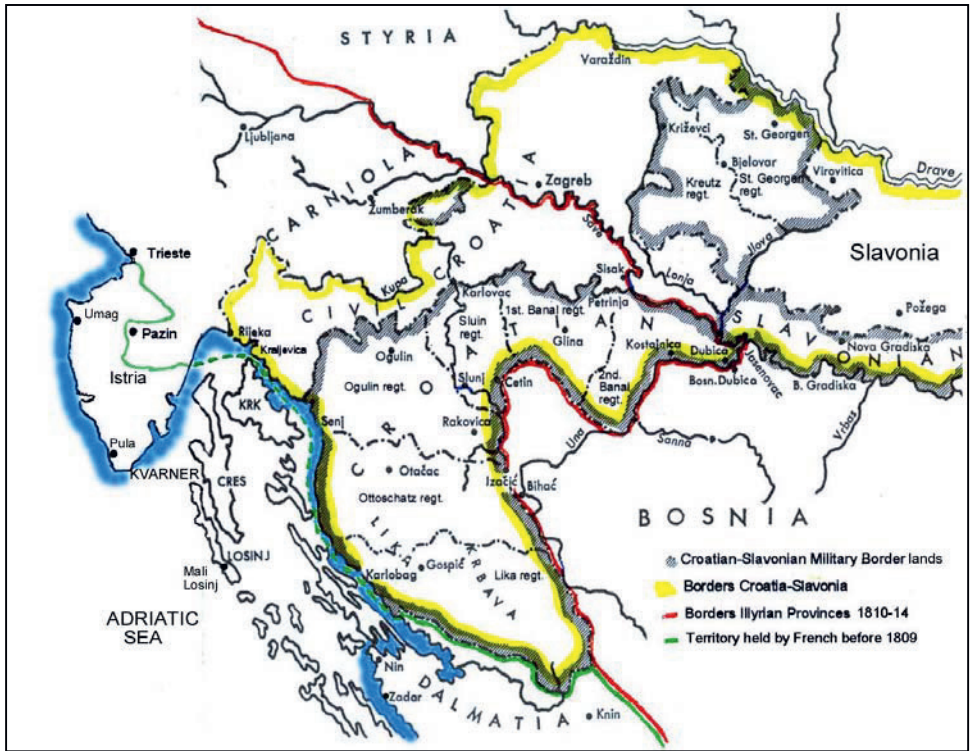 STYRIA
Varaždin
Ljubljana
Križevci
St. Georgen
Bjelovar
Kreutz regt.
St. Georgen regt.
Virovitica
Drave
CARNIOLA
Zagreb
Žumberak
CIVIL CROATIA
Sava
Ilova
Slavonia
Trieste
Umag
Pazin
Istria
Pula
KVARNER
Rijeka
Kraljevica
Kupa
Karlovac
Sisak
Lonja
Petrinja
1st. Banal regt.
Sluin regt.
Glina
Kostajnica
Dubica
Jasenovac
SLAVONIAN
Požega
Nova Gradiska
Bosn.Dubica
B. Gradiska
Vrbas
Ogulin
Ogulin regt.
Slunj
Cetin
2nd. Banal regt.
CROATIAN
KRK
Senj
Rakovica
Una
Sanna
Otačac
Ottoschatz regt.
Izačić
Bihać
CRES
LOSINJ
Mali Losinj
LIKA
KRBAVA
Gospić
Karlobag
Lika regt.
BOSNIA
ADRIATIC SEA
Nin
Zadar
DALMATIA
Knin
Croatian-Slavonian Military Border lands
Borders Croatia-Slavonia
Borders Illyrian Provinces 1810-14
Territory held by French before 1809